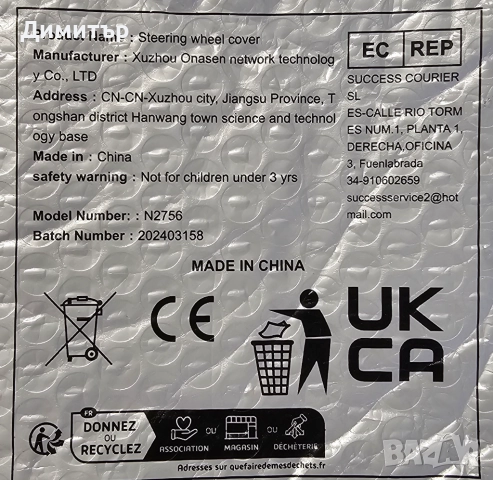 Димитър
Product Name: : Steering wheel cover
Manufacturer : Xuzhou Onasen network technolog
y Co., LTD
Address : CN-CN-Xuzhou city, Jiangsu Province, T
ongshan district Hanwang town science and technol
ogy base
Made in : China
safety warning : Not for children under 3 yrs
Model Number: : N2756
Batch Number : 202403158
EC REP
SUCCESS COURIER
SL
ES-CALLE RIO TORM
ES NUM.1, PLANTA 1,
DERECHA,OFICINA
3, Fuenlabrada
34-910602659
successservice2@hot
mail.com
MADE IN CHINA
CE
UK
CA
FR
DONNEZ
OU
RECYCLEZ
ASSOCIATION
OU
MAGASIN
OU
DÉCHÈTERIE
Adresses sur quefairedemesdechets.fr
BAZAR